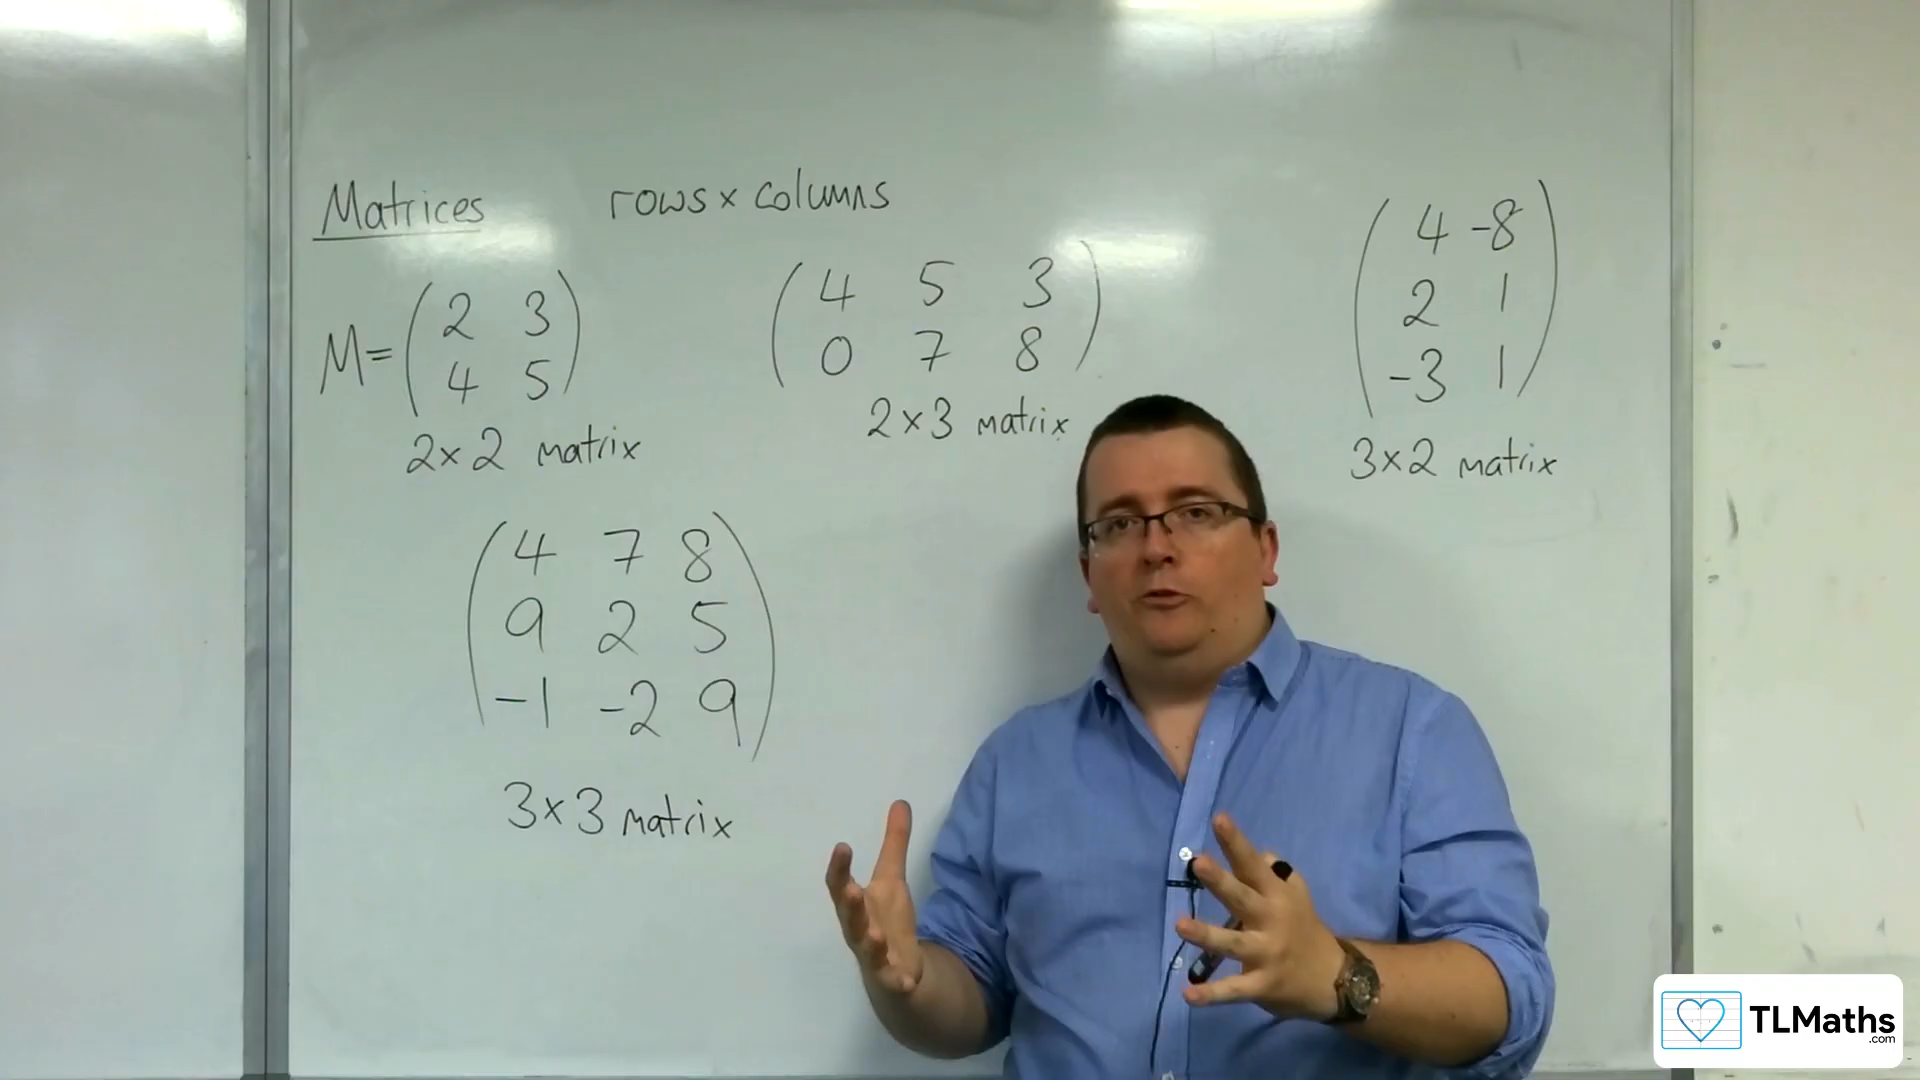 Matrices
rows × columns
M = ( 2 3
4 5 )
2×2 matrix
( 4 5 3
0 7 8 )
2×3 matrix
( 4 -8
2 1
-3 1 )
3×2 matrix
( 4 7 8
9 2 5
-1 -2 9 )
3×3 matrix
TLMaths
.com